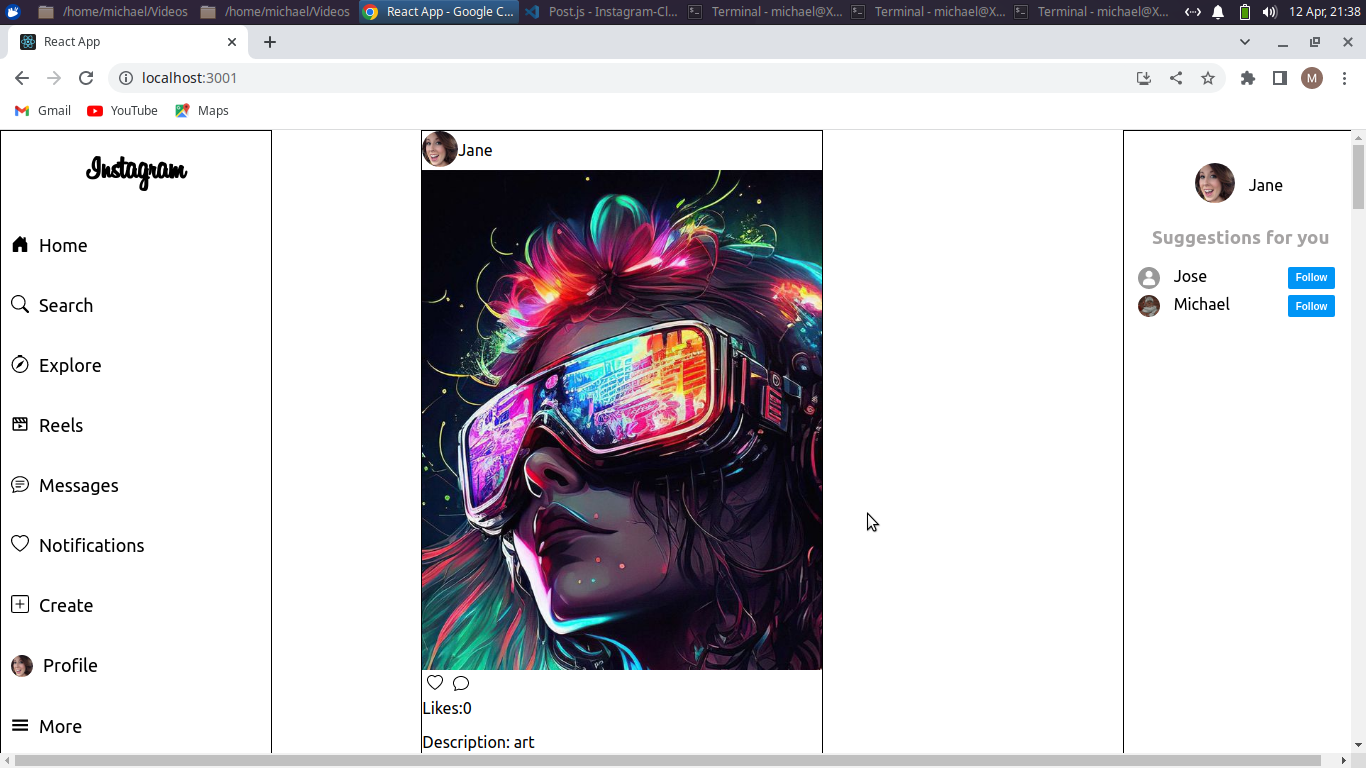 /home/michael/Videos
/home/michael/Videos
React App - Google C...
Post.js - Instagram-Cl...
Terminal - michael@X...
Terminal - michael@X...
Terminal - michael@X...
12 Apr, 21:38
React App
localhost:3001
M
Gmail
YouTube
Maps
Instagram
Home
Search
Explore
Reels
Messages
Notifications
Create
Profile
More
Jane
Likes:0
Description: art
Jane
Suggestions for you
Jose Follow
Michael Follow